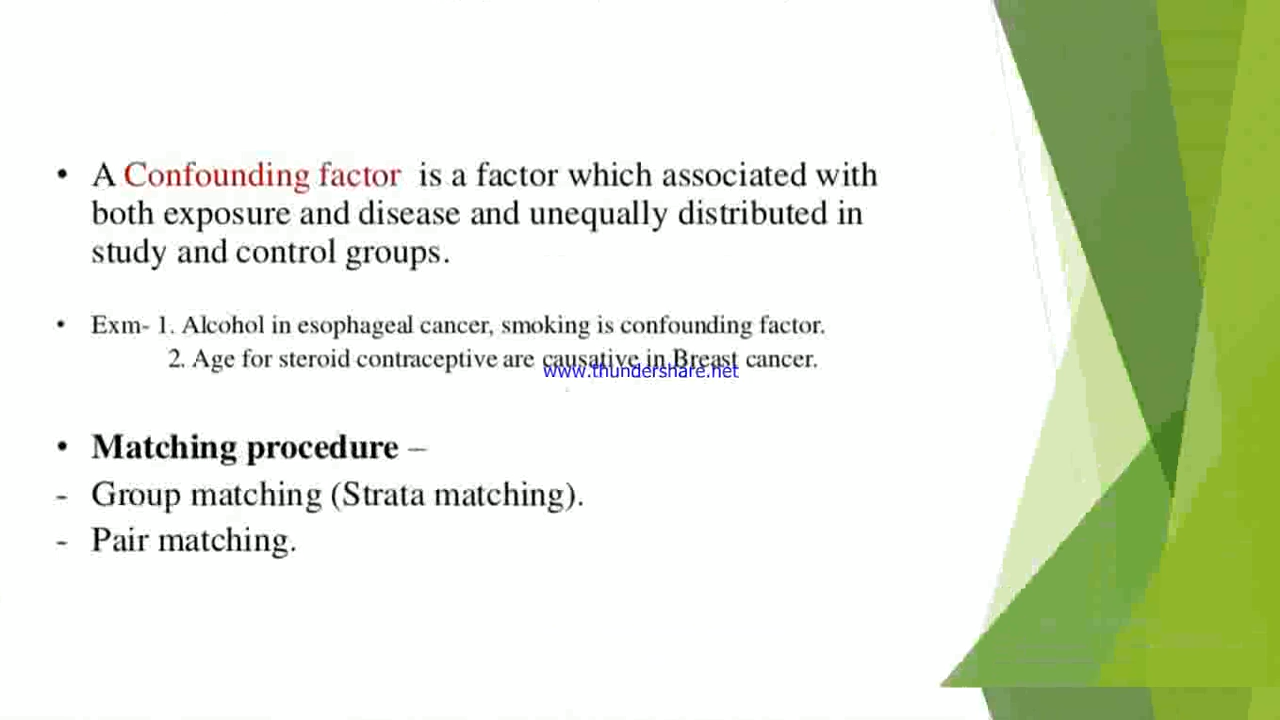 • A Confounding factor is a factor which associated with
both exposure and disease and unequally distributed in
study and control groups.
• Exm- 1. Alcohol in esophageal cancer, smoking is confounding factor.
2. Age for steroid contraceptive are causative in Breast cancer.
www.thundershare.net
• Matching procedure –
- Group matching (Strata matching).
- Pair matching.